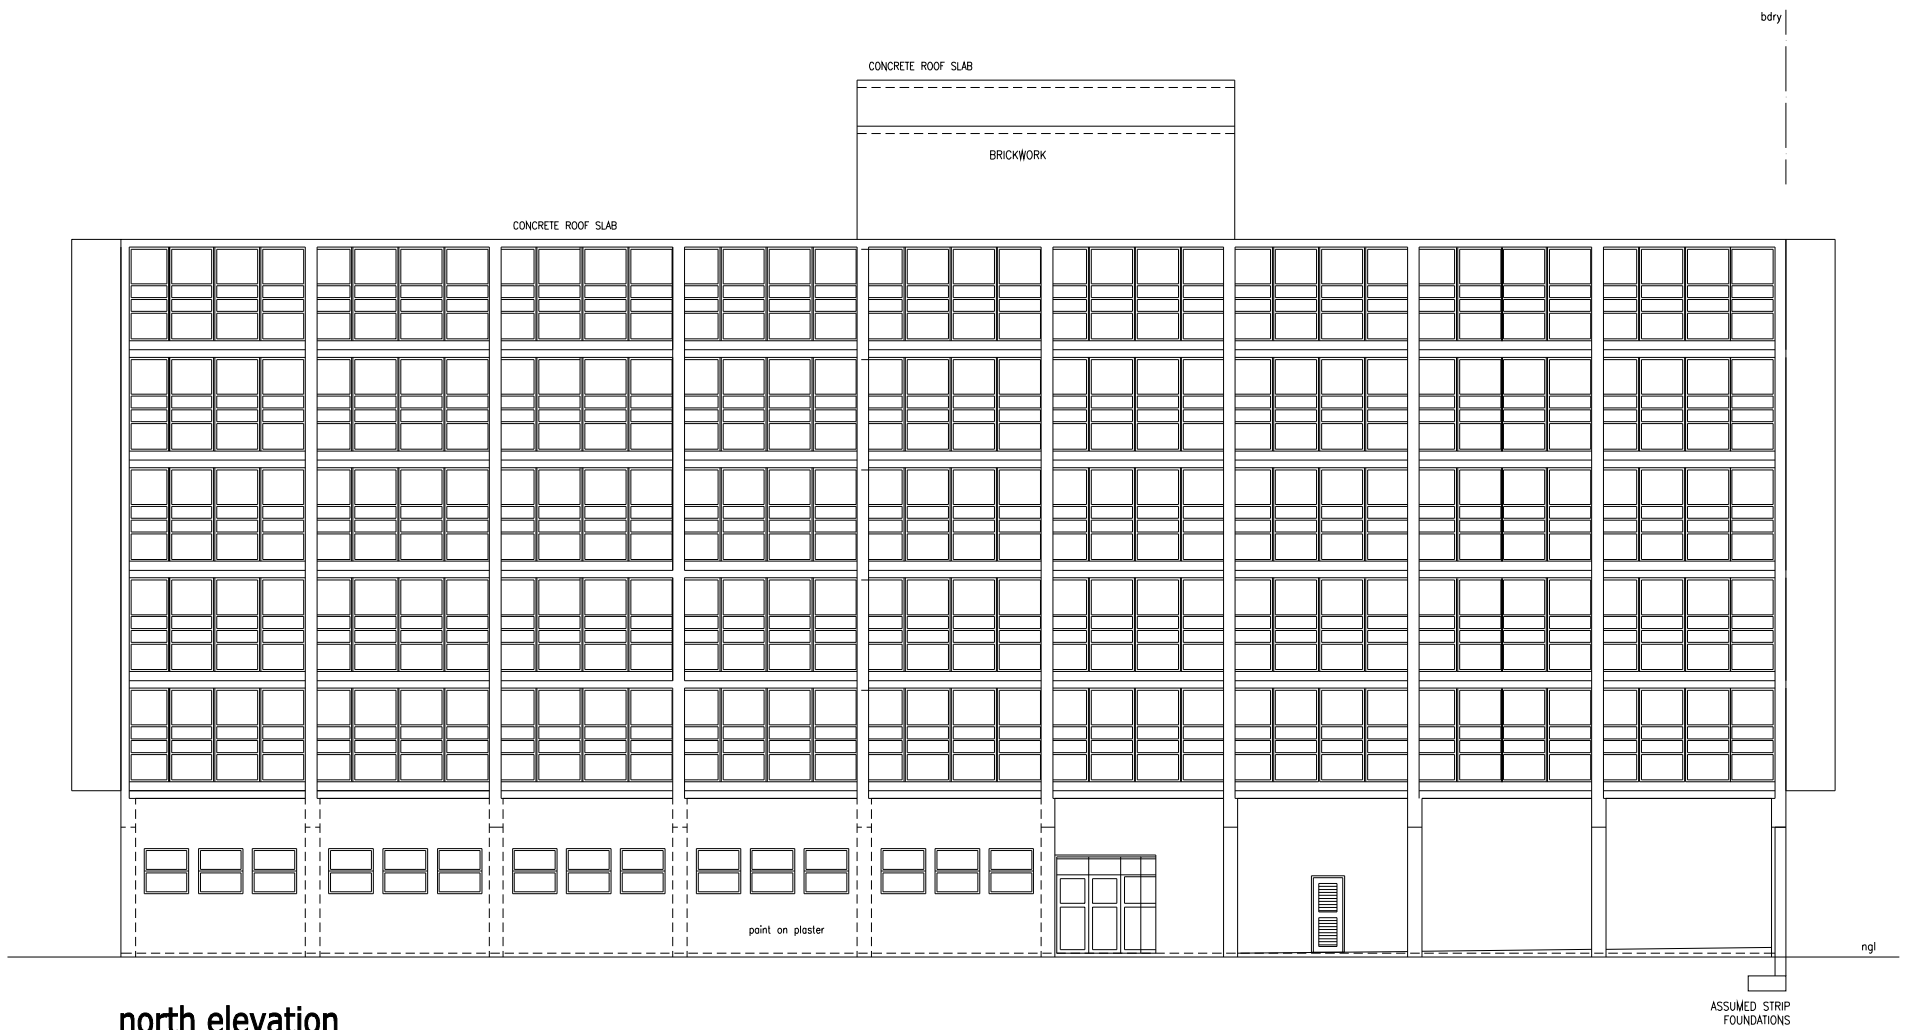 bdry
CONCRETE ROOF SLAB
BRICKWORK
CONCRETE ROOF SLAB
paint on plaster
ngl
ASSUMED STRIP
FOUNDATIONS
north elevation